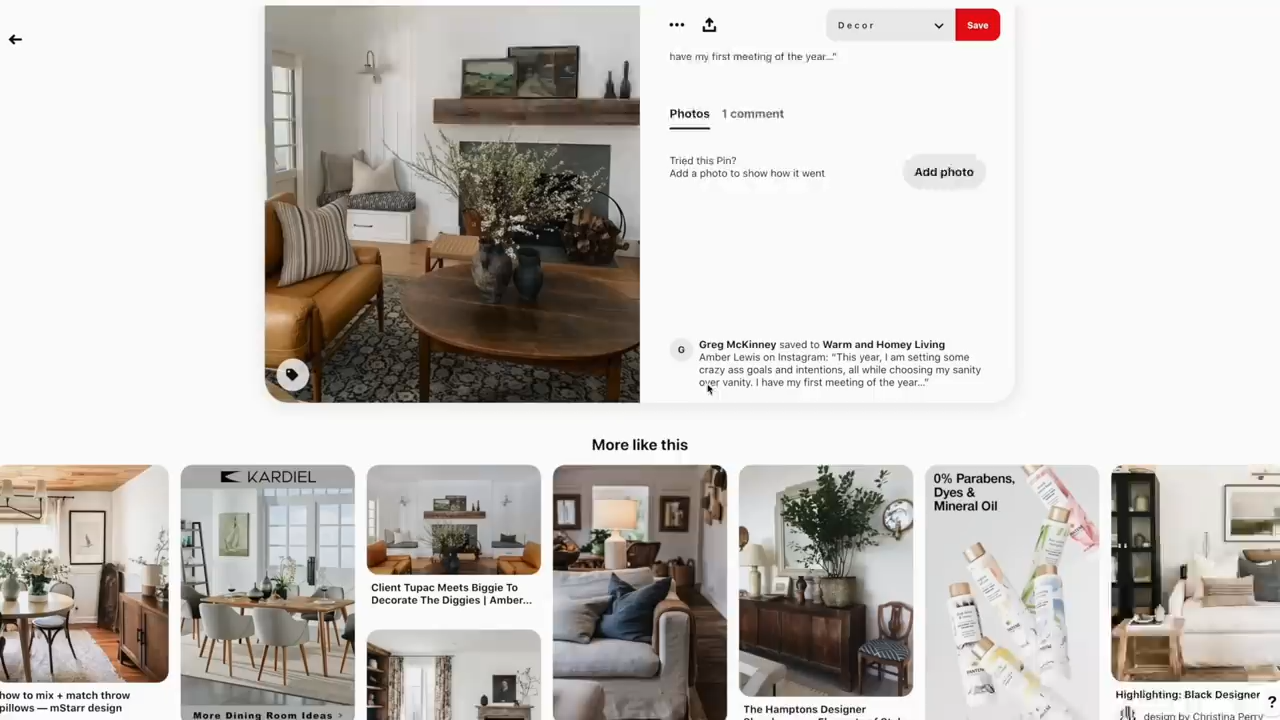 Decor
Save
have my first meeting of the year..."
Photos
1 comment
Tried this Pin?
Add a photo to show how it went
Add photo
G
Greg McKinney saved to Warm and Homey Living
Amber Lewis on Instagram: "This year, I am setting some
crazy ass goals and intentions, all while choosing my sanity
over vanity. I have my first meeting of the year..."
More like this
how to mix + match throw
pillows — mStarr design
KARDIEL
More Dining Room Ideas >
Client Tupac Meets Biggie To
Decorate The Diggies | Amber...
The Hamptons Designer
0% Parabens,
Dyes &
Mineral Oil
PANTENE
Highlighting: Black Designer
design by Christina Perry
?